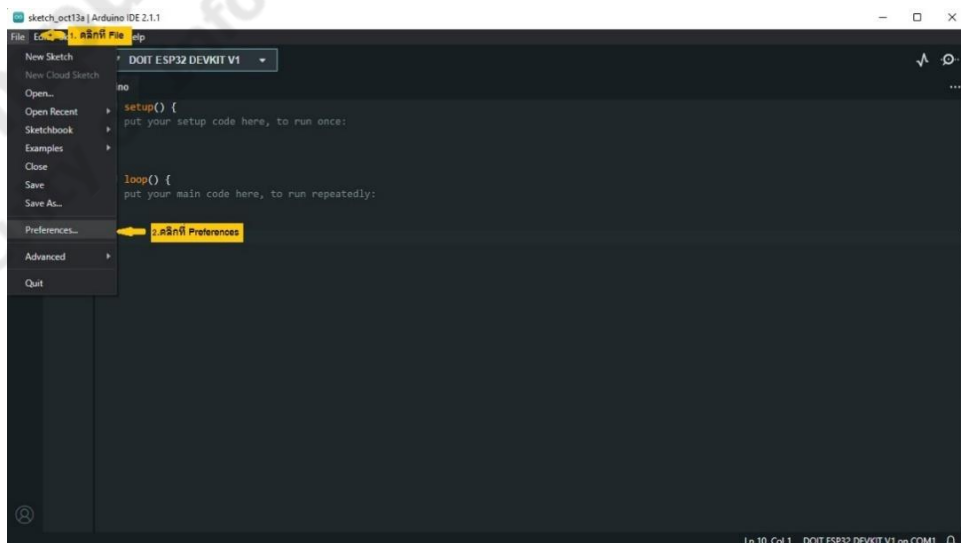 sketch_oct13a | Arduino IDE 2.1.1
File
1. คลิกที่ File
elp
New Sketch
DOIT ESP32 DEVKIT V1
New Cloud Sketch
no
Open...
Open Recent
setup() {
put your setup code here, to run once:
Sketchbook
Examples
Close
loop() {
Save
put your main code here, to run repeatedly:
Save As...
Preferences...
2.คลิกที่ Preferences
Advanced
Quit
Ln 10, Col 1 DOIT ESP32 DEVKIT V1 on COM1